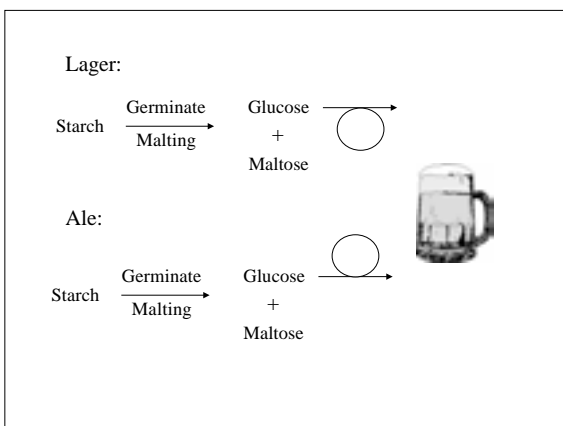 Lager:
Germinate
Starch
Malting
Glucose
+
Maltose
Ale:
Germinate
Starch
Malting
Glucose
+
Maltose